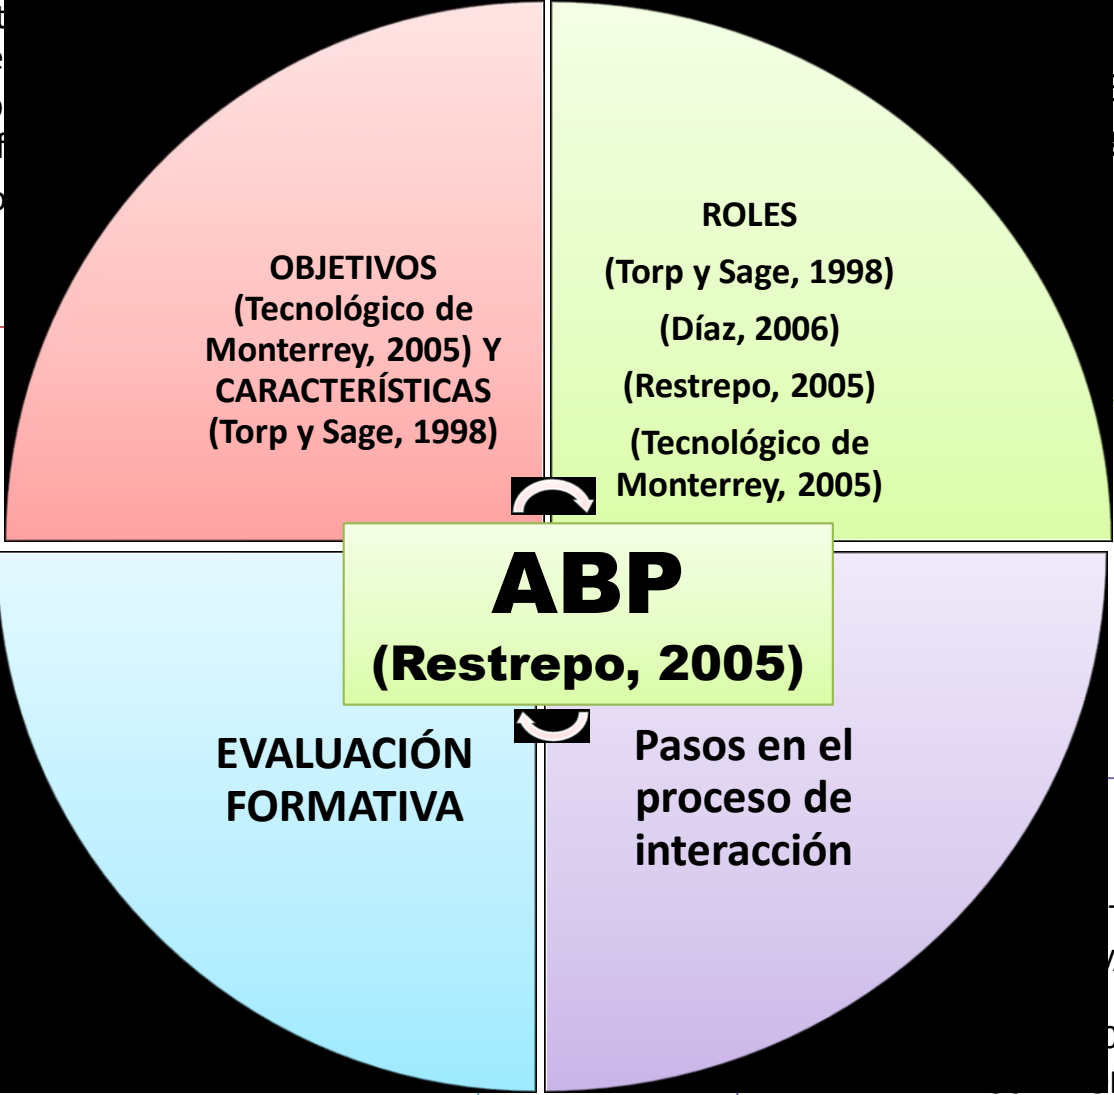 OBJETIVOS
(Tecnológico de
Monterrey, 2005) Y
CARACTERÍSTICAS
(Torp y Sage, 1998)
ROLES
(Torp y Sage, 1998)
(Díaz, 2006)
(Restrepo, 2005)
(Tecnológico de
Monterrey, 2005)
ABP
(Restrepo, 2005)
EVALUACIÓN
FORMATIVA
Pasos en el
proceso de
interacción